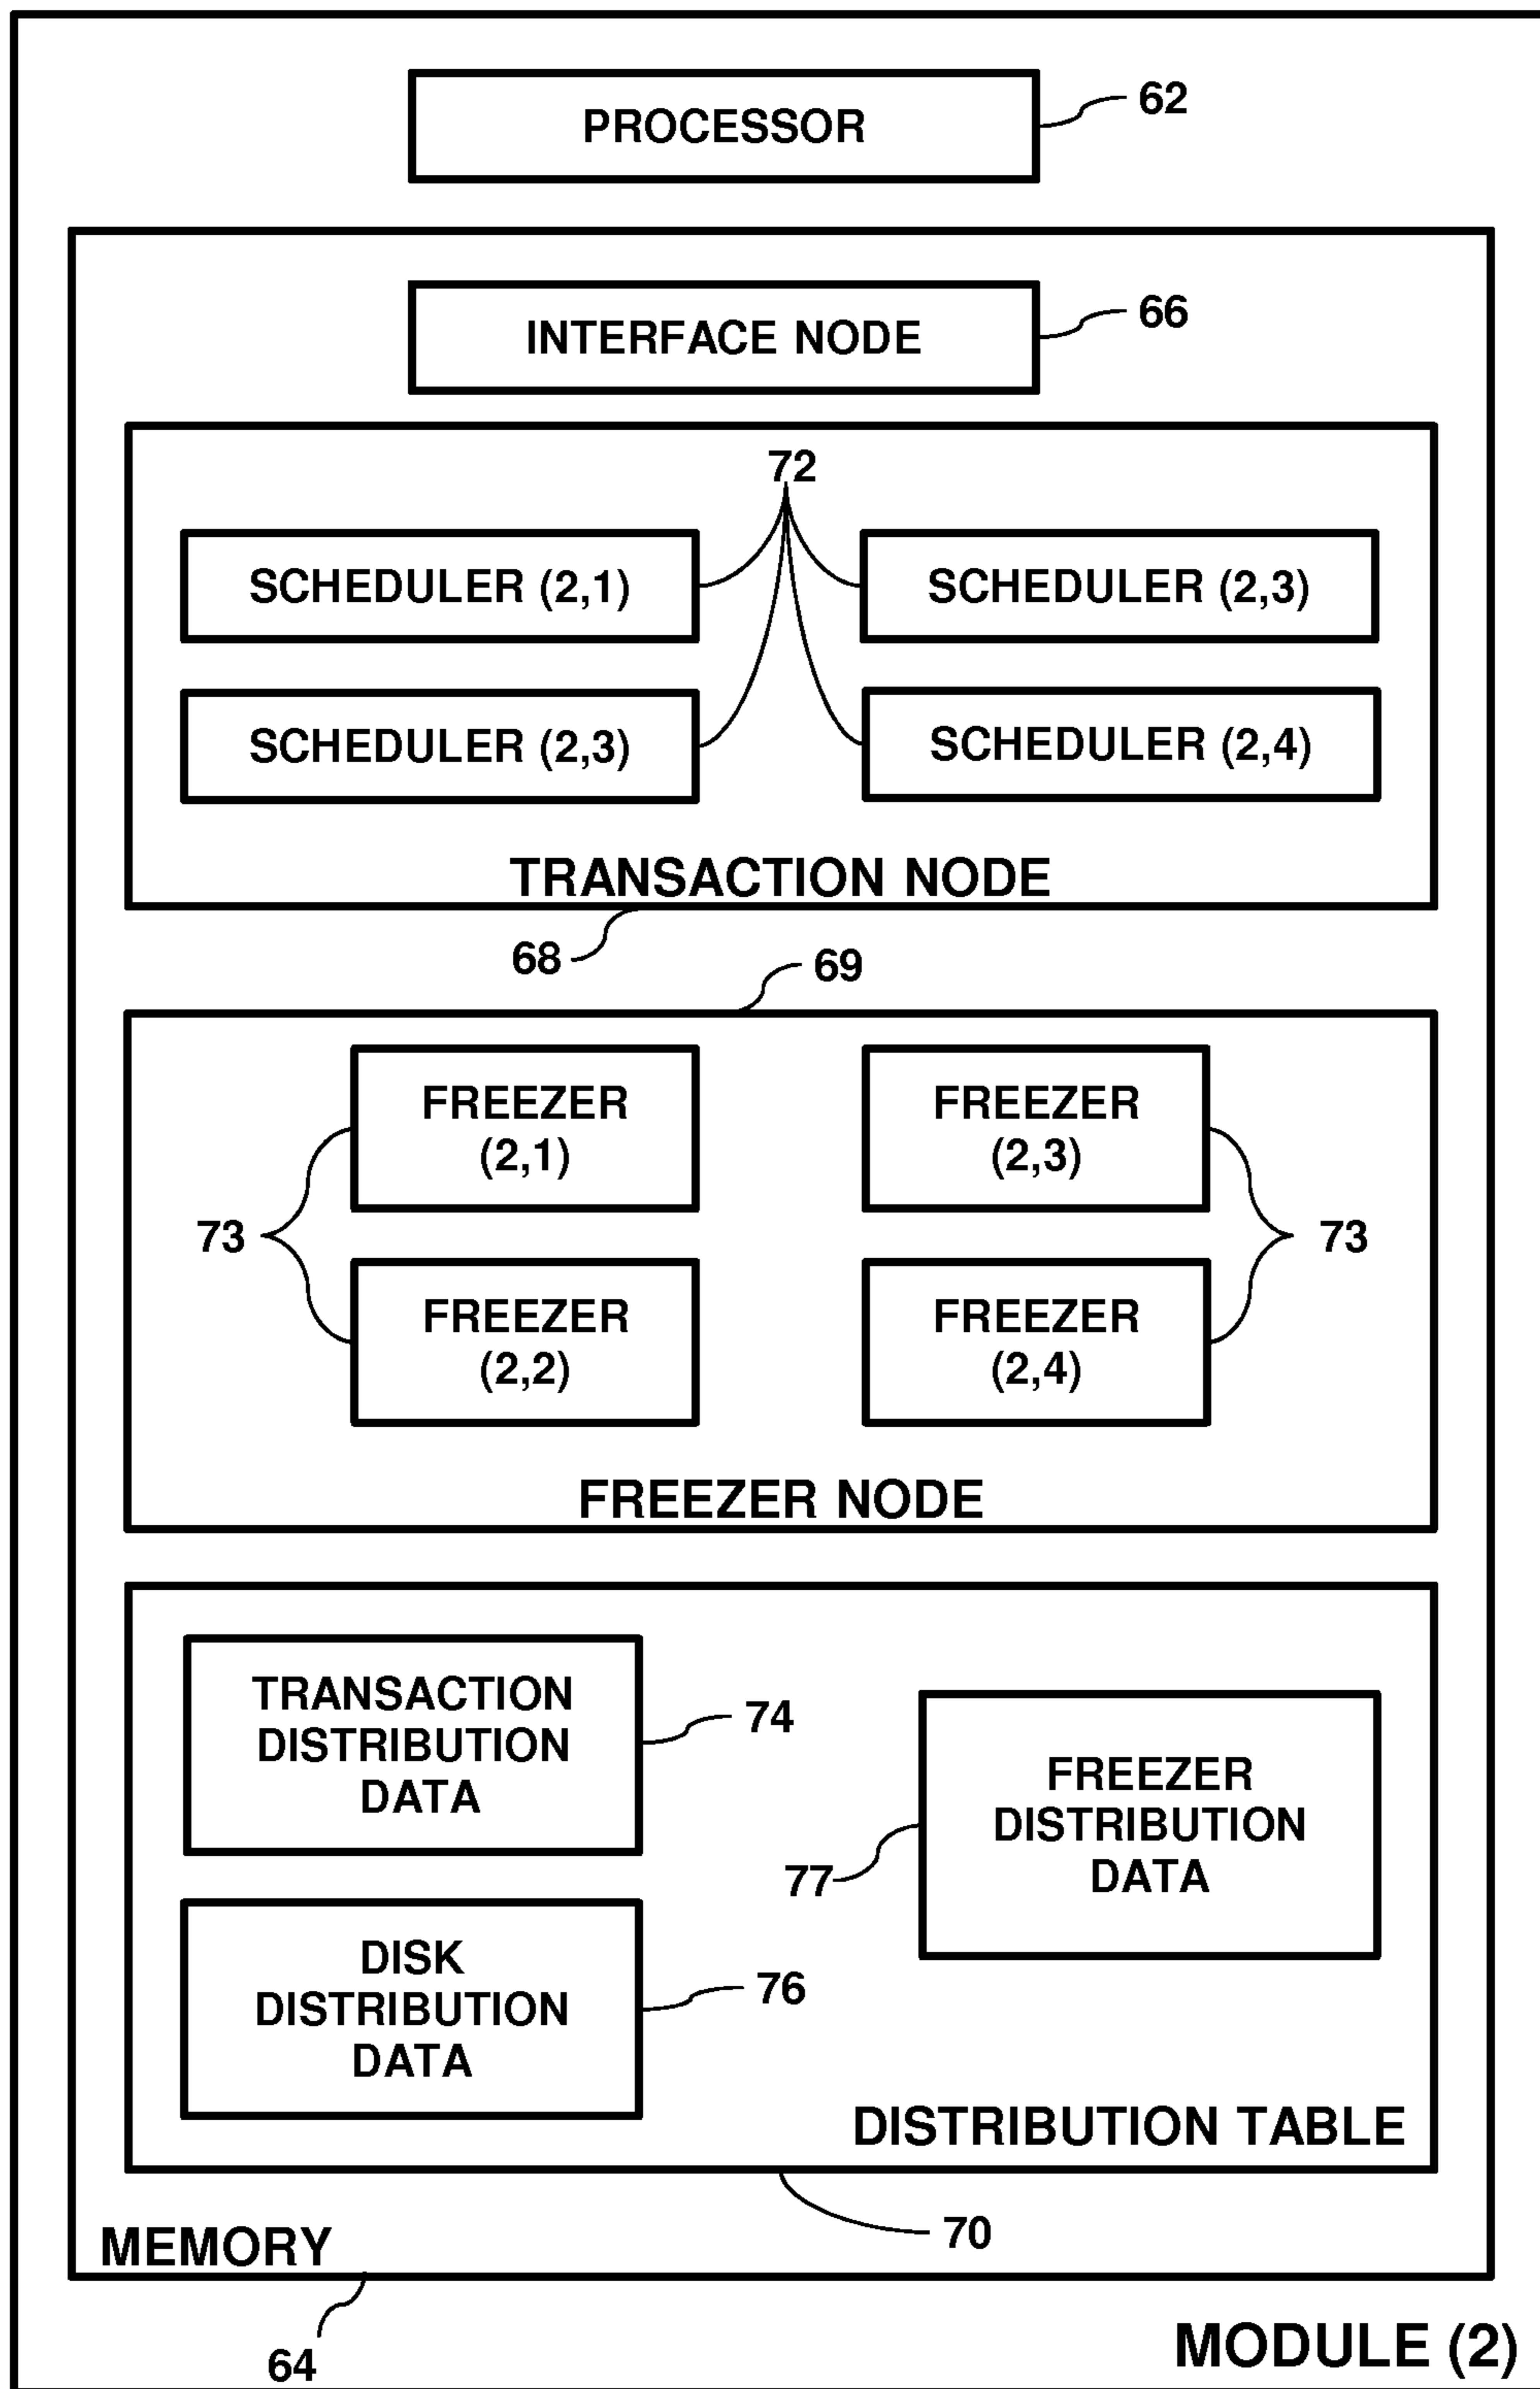 PROCESSOR
62
INTERFACE NODE
66
72
SCHEDULER (2,1)
SCHEDULER (2,3)
SCHEDULER (2,3)
SCHEDULER (2,4)
TRANSACTION NODE
68
69
FREEZER
(2,1)
FREEZER
(2,3)
73
73
FREEZER
(2,2)
FREEZER
(2,4)
FREEZER NODE
TRANSACTION
DISTRIBUTION
DATA
74
FREEZER
DISTRIBUTION
DATA
77
DISK
DISTRIBUTION
DATA
76
DISTRIBUTION TABLE
70
MEMORY
64
MODULE (2)